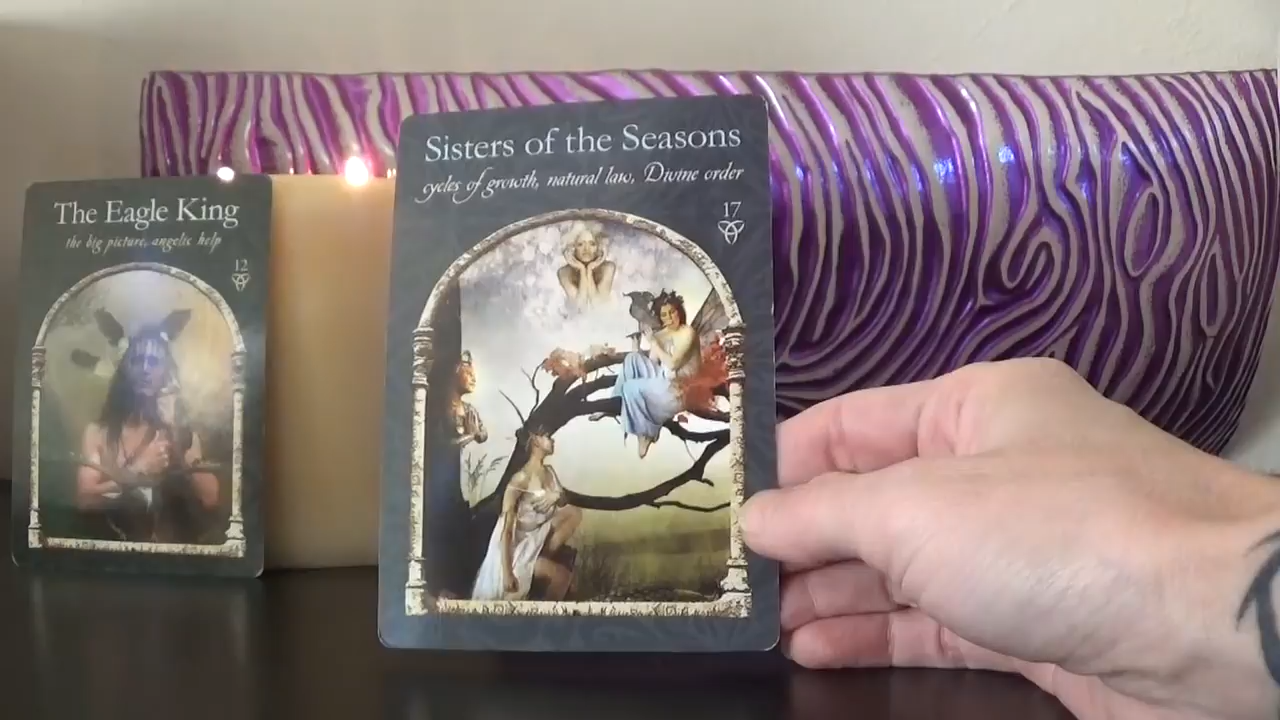 The Eagle King
the big picture, angelic help
12
Sisters of the Seasons
cycles of growth, natural law, Divine order
17